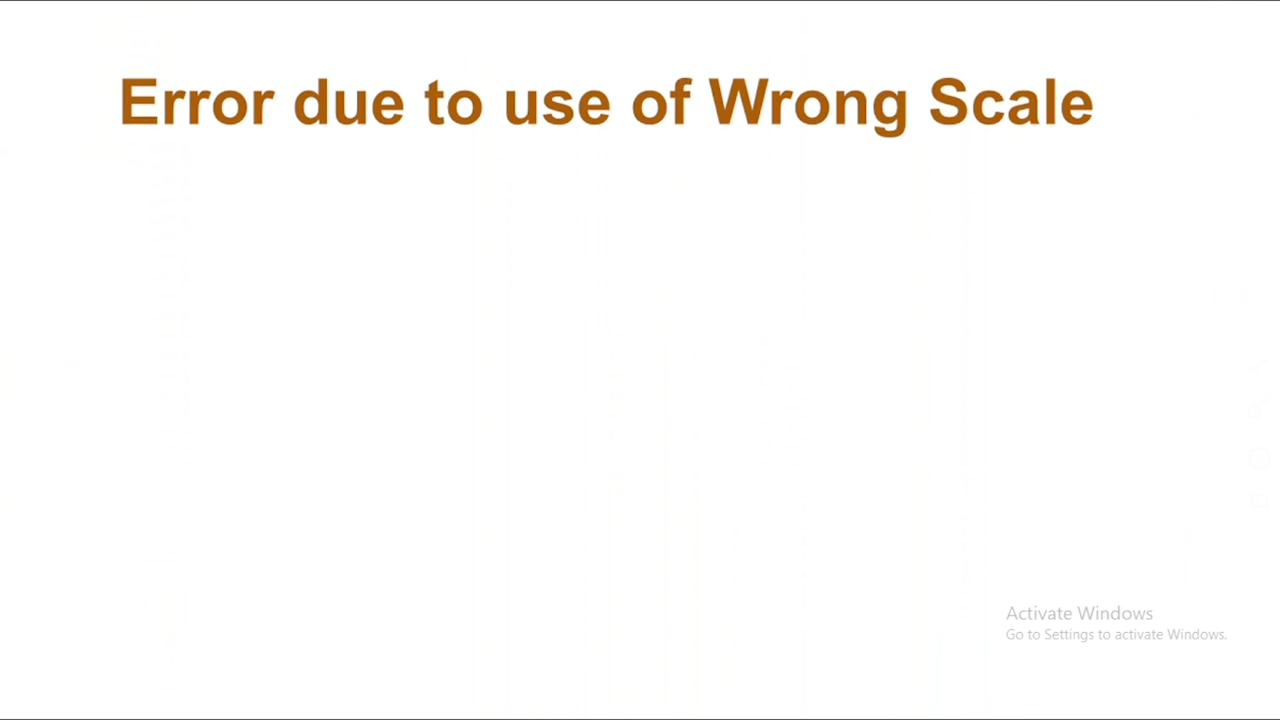 Error due to use of Wrong Scale
Activate Windows
Go to Settings to activate Windows.